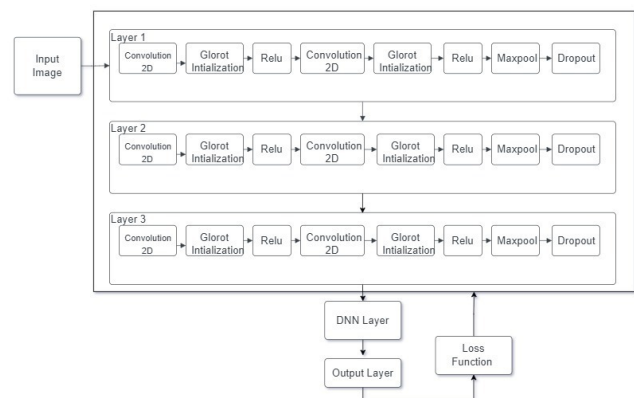 Input
Image
Layer 1
Convolution
2D
Glorot
Intialization
Relu
Convolution
2D
Glorot
Intialization
Relu
Maxpool
Dropout
Layer 2
Convolution
2D
Glorot
Intialization
Relu
Convolution
2D
Glorot
Intialization
Relu
Maxpool
Dropout
Layer 3
Convolution
2D
Glorot
Intialization
Relu
Convolution
2D
Glorot
Intialization
Relu
Maxpool
Dropout
DNN Layer
Loss
Function
Output Layer